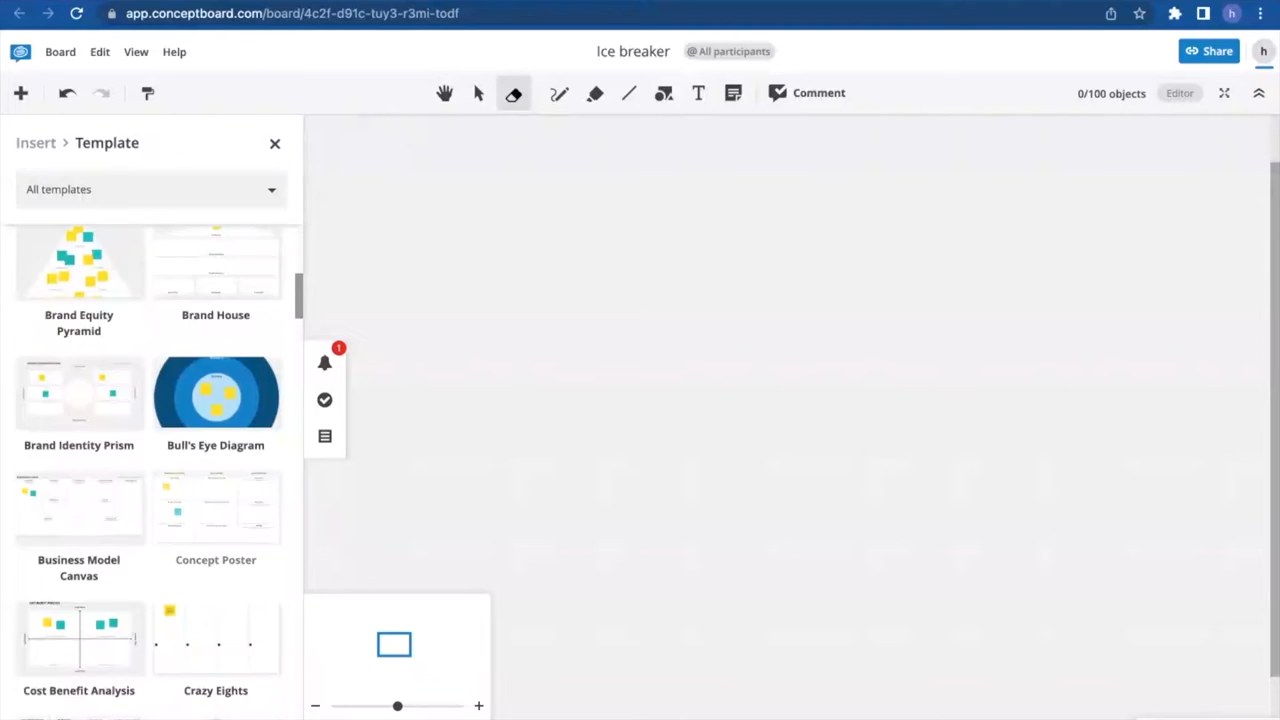 app.conceptboard.com/board/4c2f-d91c-tuy3-r3mi-todf
h
Board Edit View Help
Ice breaker
@ All participants
Share
h
T
Comment
0/100 objects
Editor
Insert > Template
All templates
Brand Equity
Pyramid
Brand House
1
Brand Identity Prism
Bull's Eye Diagram
Business Model
Canvas
Concept Poster
Cost Benefit Analysis
Crazy Eights